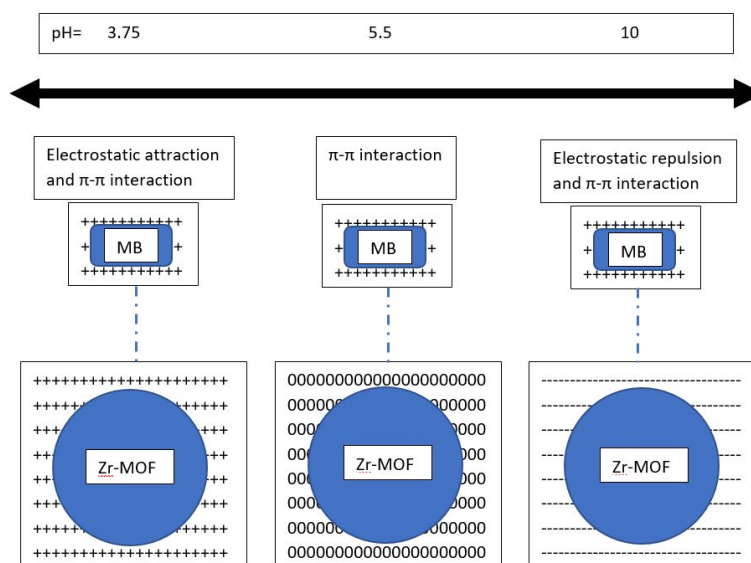 pH= 3.75 5.5 10
Electrostatic attraction
and π-π interaction
π-π interaction
Electrostatic repulsion
and π-π interaction
+++++++++++
+ MB +
+++++++++++
+++++++++++
+ MB +
+++++++++++
+++++++++++
+ MB +
+++++++++++
Zr-MOF
Zr-MOF
Zr-MOF